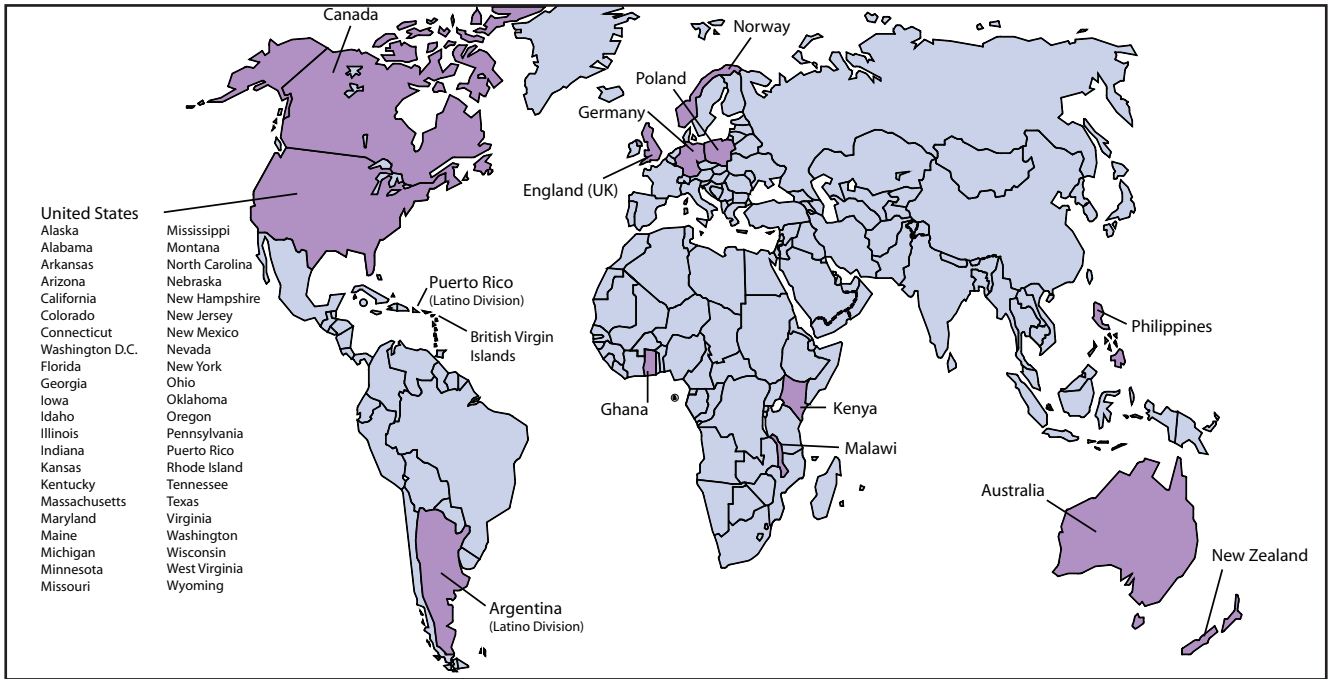 Canada
Norway
Poland
Germany
England (UK)
United States
Alaska
Alabama
Arkansas
Arizona
California
Colorado
Connecticut
Washington D.C.
Florida
Georgia
Iowa
Idaho
Illinois
Indiana
Kansas
Kentucky
Massachusetts
Maryland
Maine
Michigan
Minnesota
Missouri
Mississippi
Montana
North Carolina
Nebraska
New Hampshire
New Jersey
New Mexico
Nevada
New York
Ohio
Oklahoma
Oregon
Pennsylvania
Puerto Rico
Rhode Island
Tennessee
Texas
Virginia
Washington
Wisconsin
West Virginia
Wyoming
Puerto Rico
(Latino Division)
British Virgin
Islands
Philippines
Ghana
Kenya
Malawi
Australia
New Zealand
Argentina
(Latino Division)